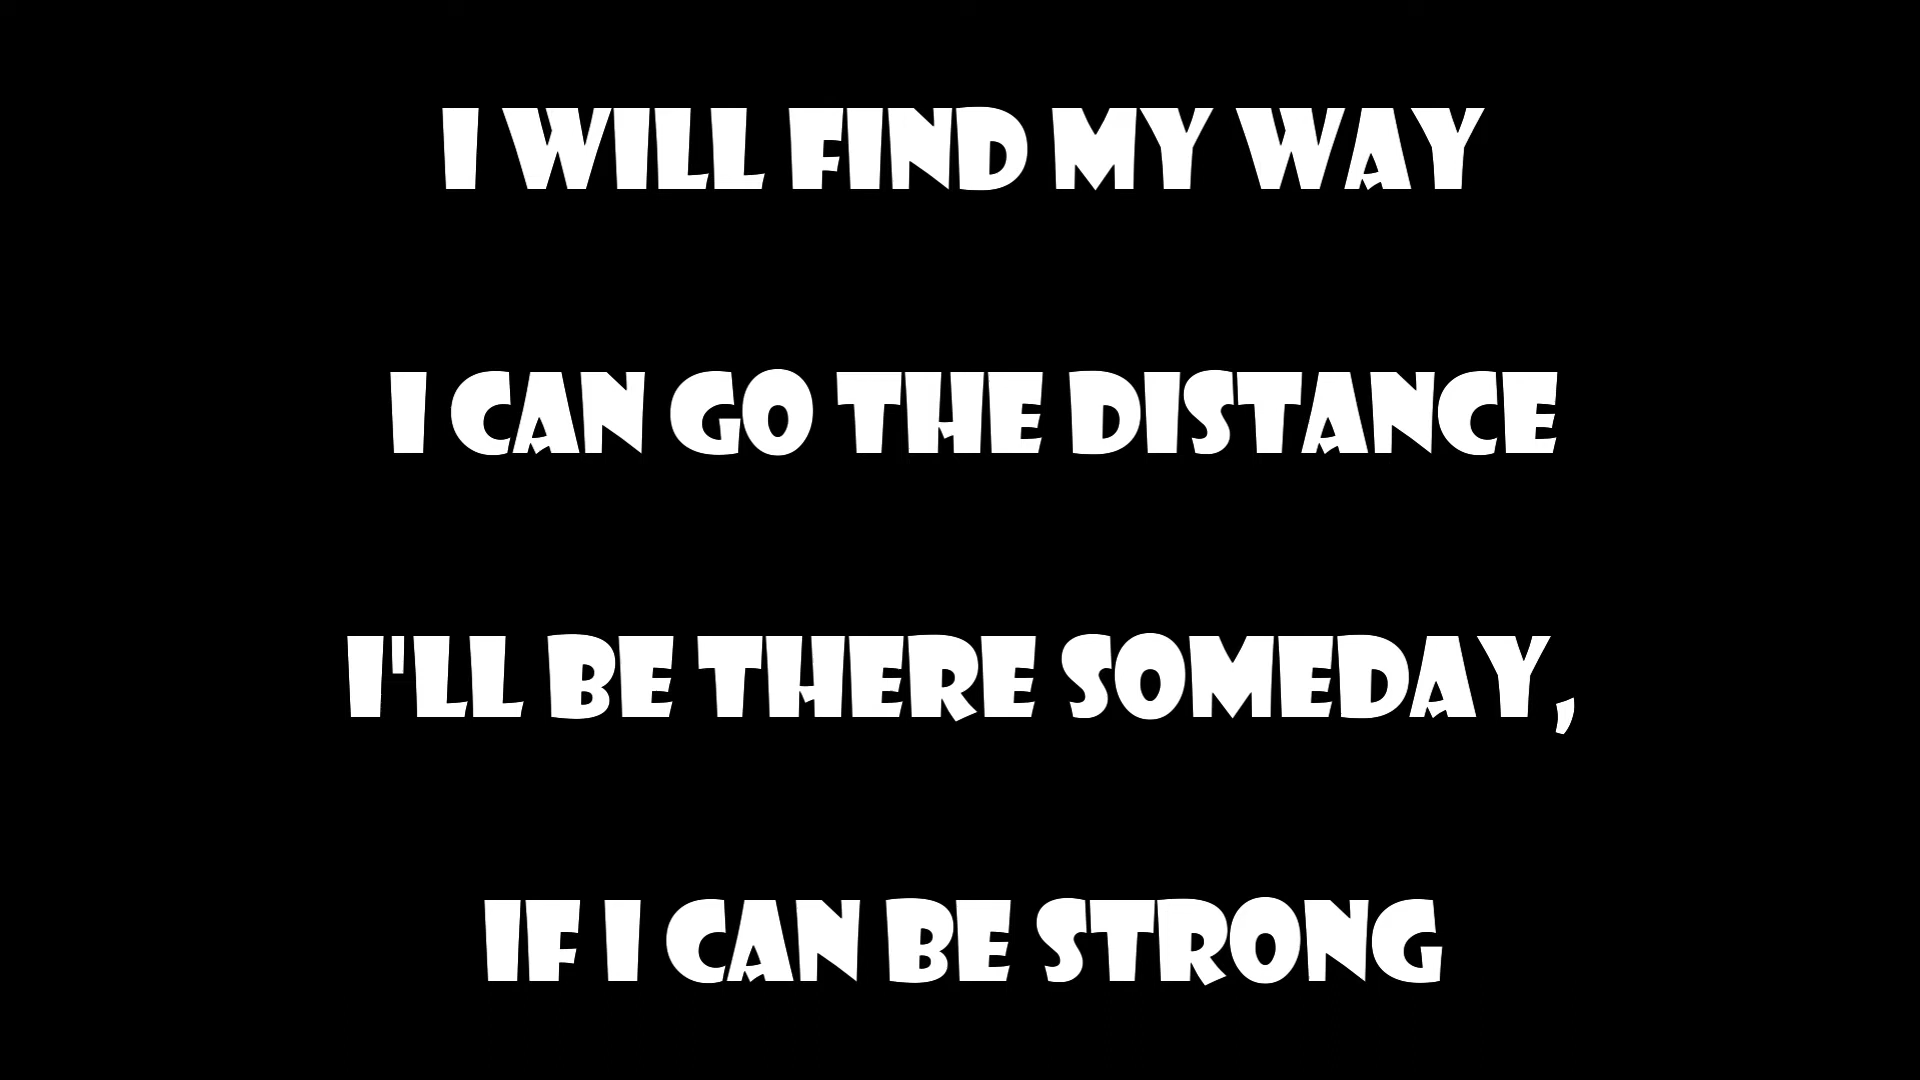 I WILL FIND MY WAY
I CAN GO THE DISTANCE
I'LL BE THERE SOMEDAY,
IF I CAN BE STRONG